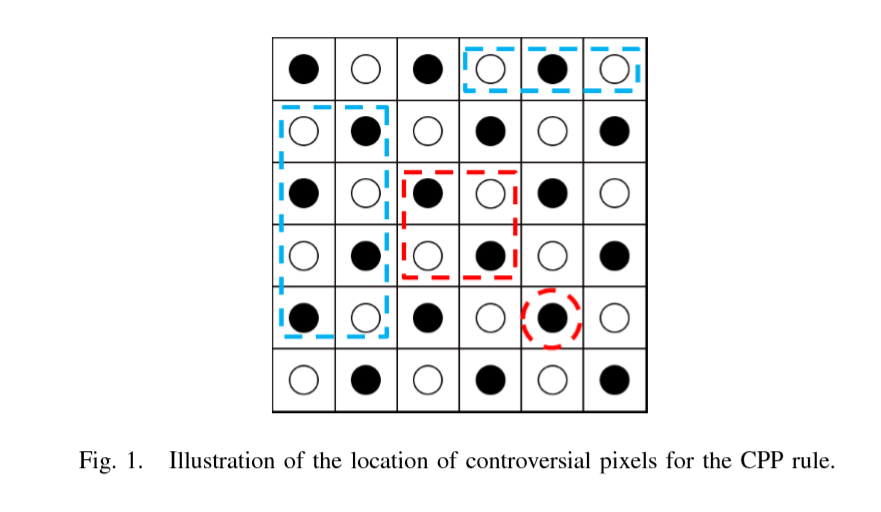 Fig. 1. Illustration of the location of controversial pixels for the CPP rule.